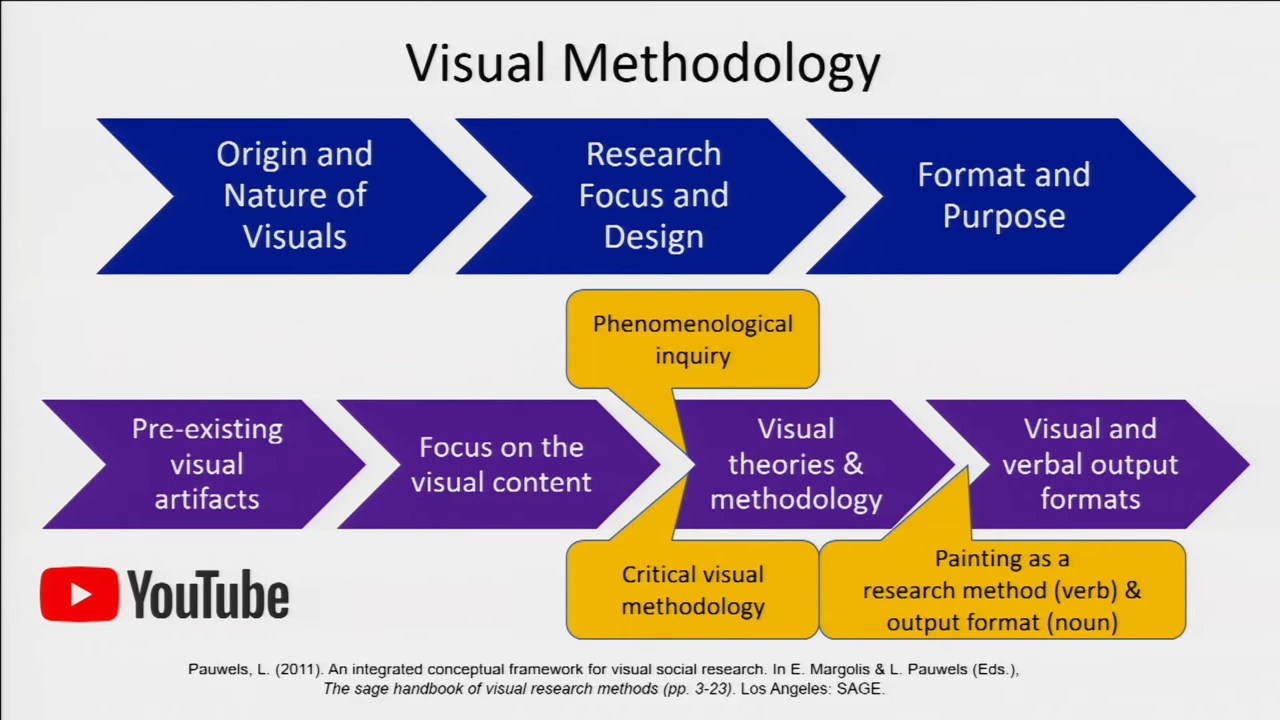 Visual Methodology
Origin and
Nature of
Visuals
Research
Focus and
Design
Format and
Purpose
Phenomenological
inquiry
Pre-existing
visual
artifacts
Focus on the
visual content
Visual
theories &
methodology
Visual and
verbal output
formats
YouTube
Critical visual
methodology
Painting as a
research method (verb) &
output format (noun)
Pauwels, L. (2011). An integrated conceptual framework for visual social research. In E. Margolis & L. Pauwels (Eds.),
The sage handbook of visual research methods (pp. 3-23). Los Angeles: SAGE.